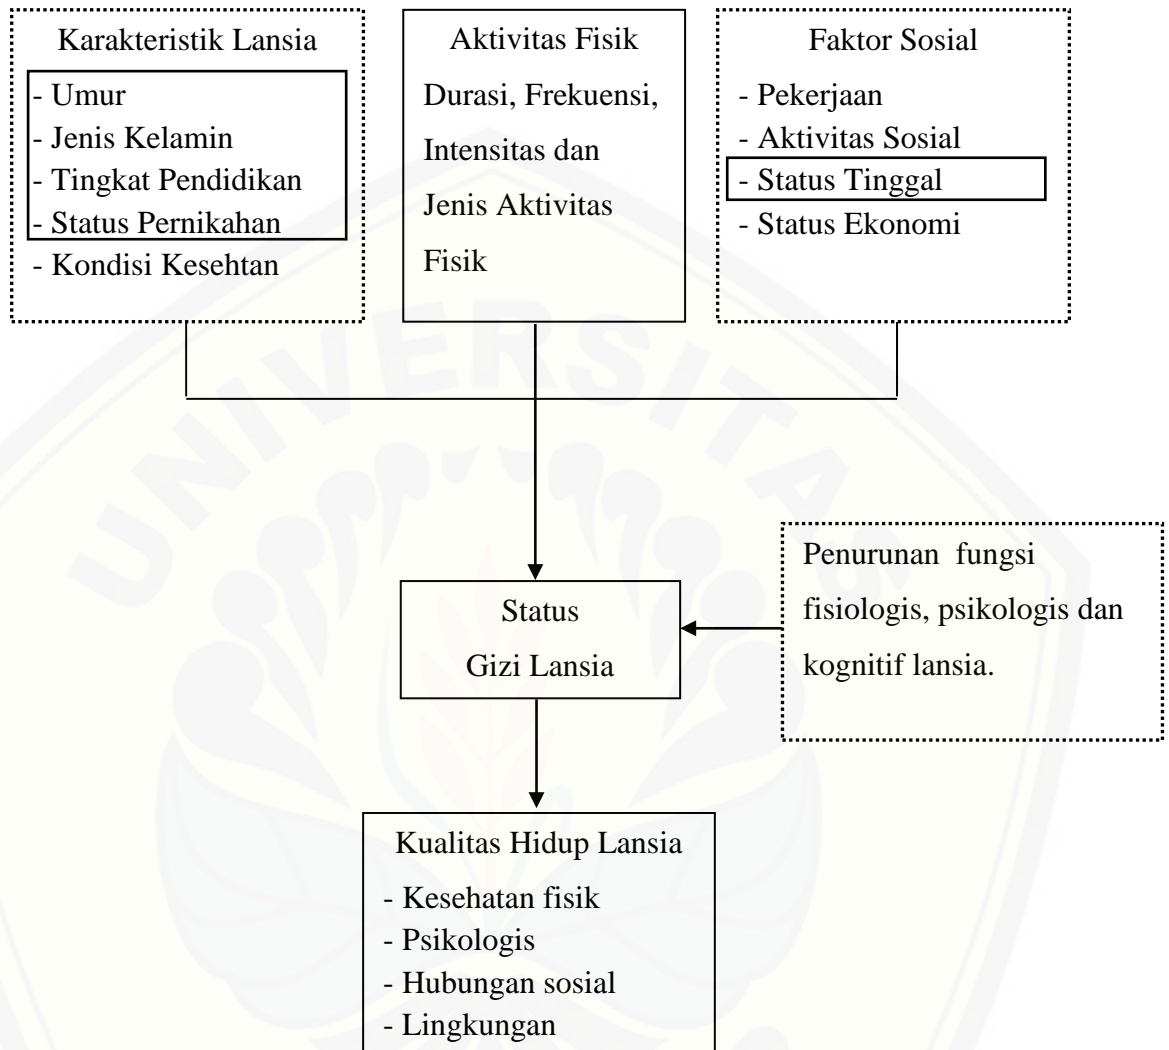 Karakteristik Lansia
- Umur
- Jenis Kelamin
- Tingkat Pendidikan
- Status Pernikahan
- Kondisi Kesehtan
Aktivitas Fisik
Durasi, Frekuensi,
Intensitas dan
Jenis Aktivitas
Fisik
Faktor Sosial
- Pekerjaan
- Aktivitas Sosial
- Status Tinggal
- Status Ekonomi
UNIVERSITAS
Penurunan fungsi
fisiologis, psikologis dan
kognitif lansia.
Status
Gizi Lansia
Kualitas Hidup Lansia
- Kesehatan fisik
- Psikologis
- Hubungan sosial
- Lingkungan